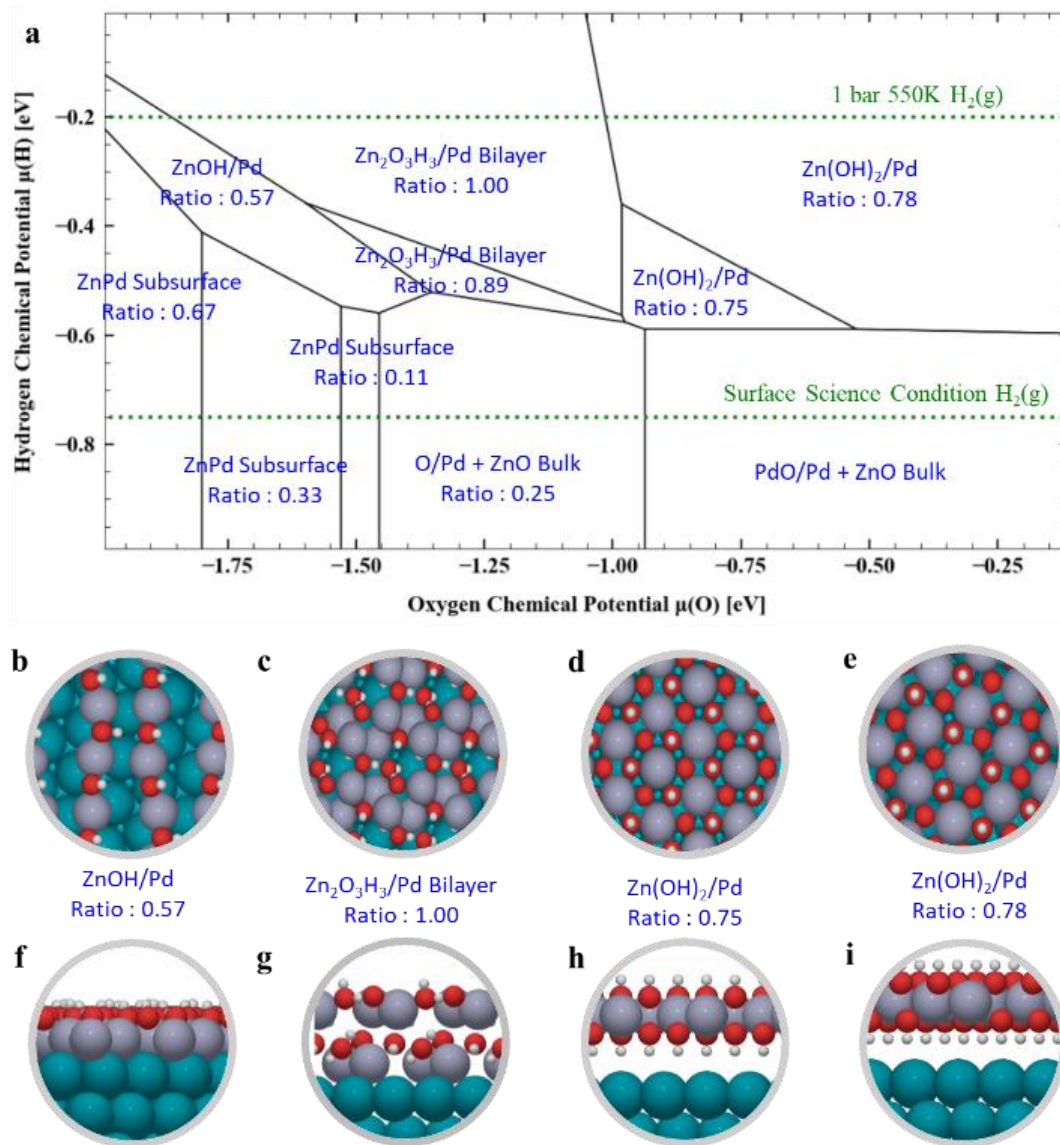 a
Hydrogen Chemical Potential μ(H) [eV]
−0.2
−0.4
−0.6
−0.8
1 bar 550K H₂(g)
ZnOH/Pd
Ratio : 0.57
Zn₂O₃H₃/Pd Bilayer
Ratio : 1.00
Zn(OH)₂/Pd
Ratio : 0.78
Zn₂O₃H₃/Pd Bilayer
Ratio : 0.89
Zn(OH)₂/Pd
Ratio : 0.75
ZnPd Subsurface
Ratio : 0.67
ZnPd Subsurface
Ratio : 0.11
Surface Science Condition H₂(g)
ZnPd Subsurface
Ratio : 0.33
O/Pd + ZnO Bulk
Ratio : 0.25
PdO/Pd + ZnO Bulk
−1.75 −1.50 −1.25 −1.00 −0.75 −0.50 −0.25
Oxygen Chemical Potential μ(O) [eV]
b
c
d
e
ZnOH/Pd
Ratio : 0.57
Zn₂O₃H₃/Pd Bilayer
Ratio : 1.00
Zn(OH)₂/Pd
Ratio : 0.75
Zn(OH)₂/Pd
Ratio : 0.78
f
g
h
i